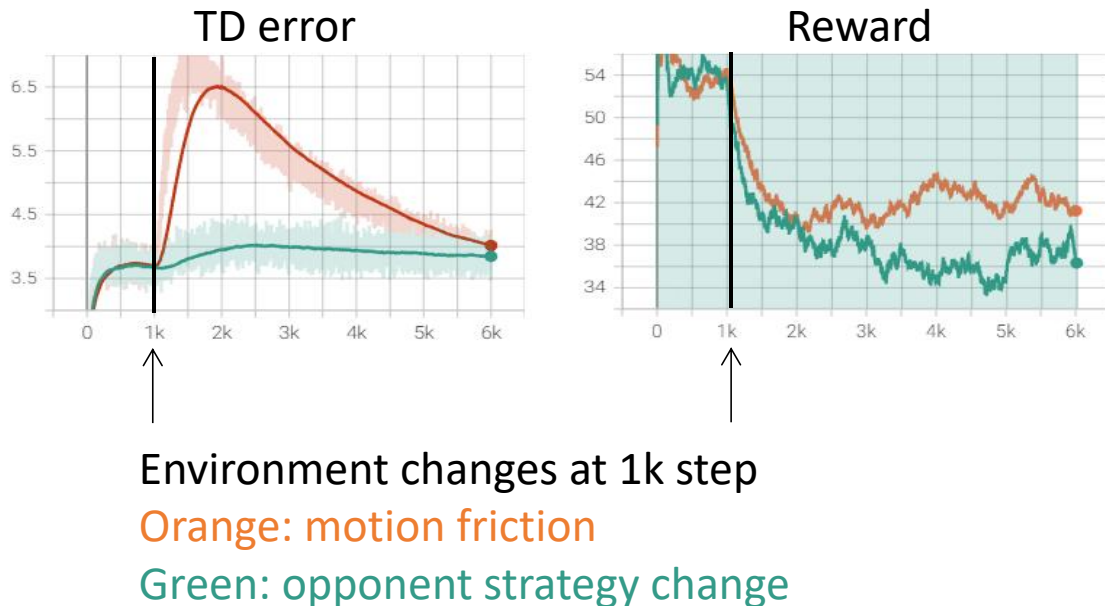 TD error
6.5
5.5
4.5
3.5
0 1k 2k 3k 4k 5k 6k
Reward
54
50
46
42
38
34
0 1k 2k 3k 4k 5k 6k
Environment changes at 1k step
Orange: motion friction
Green: opponent strategy change